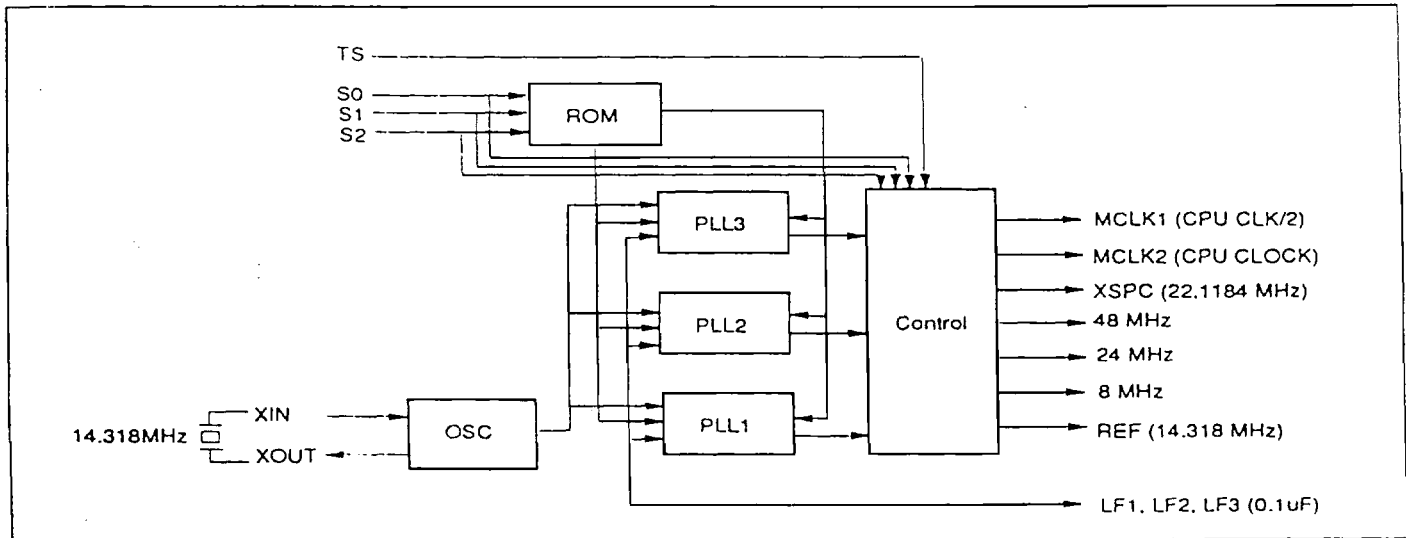 TS
S0
S1
S2
ROM
PLL3
PLL2
PLL1
Control
OSC
14.318MHz
XIN
XOUT
MCLK1 (CPU CLK/2)
MCLK2 (CPU CLOCK)
XSPC (22.1184 MHz)
48 MHz
24 MHz
8 MHz
REF (14.318 MHz)
LF1, LF2, LF3 (0.1uF)